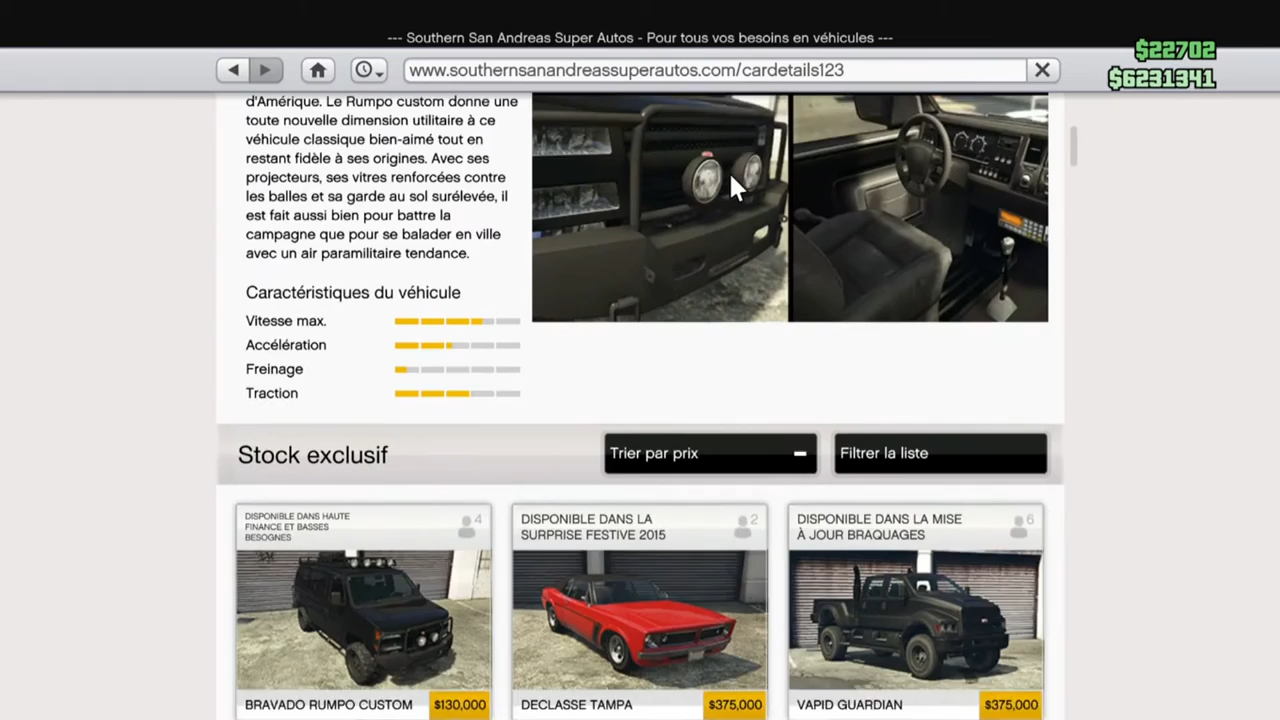 --- Southern San Andreas Super Autos - Pour tous vos besoins en véhicules ---
$22702
www.southernsanandreassuperautos.com/cardetails123
$6231341
d'Amérique. Le Rumpo custom donne une
toute nouvelle dimension utilitaire à ce
véhicule classique bien-aimé tout en
restant fidèle à ses origines. Avec ses
projecteurs, ses vitres renforcées contre
les balles et sa garde au sol surélevée, il
est fait aussi bien pour battre la
campagne que pour se balader en ville
avec un air paramilitaire tendance.
Caractéristiques du véhicule
Vitesse max.
Accélération
Freinage
Traction
Stock exclusif
Trier par prix
Filtrer la liste
DISPONIBLE DANS HAUTE
FINANCE ET BASSES
BESOGNES
4
DISPONIBLE DANS LA
SURPRISE FESTIVE 2015
2
DISPONIBLE DANS LA MISE
À JOUR BRAQUAGES
6
BRAVADO RUMPO CUSTOM
$130,000
DECLASSE TAMPA
$375,000
VAPID GUARDIAN
$375,000